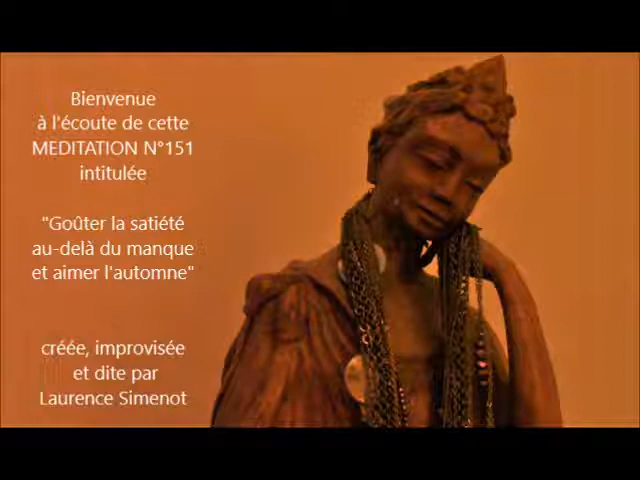 Bienvenue
à l'écoute de cette
MEDITATION N°151
intitulée
"Goûter la satiété
au-delà du manque
et aimer l'automne"
créée, improvisée
et dite par
Laurence Simenot